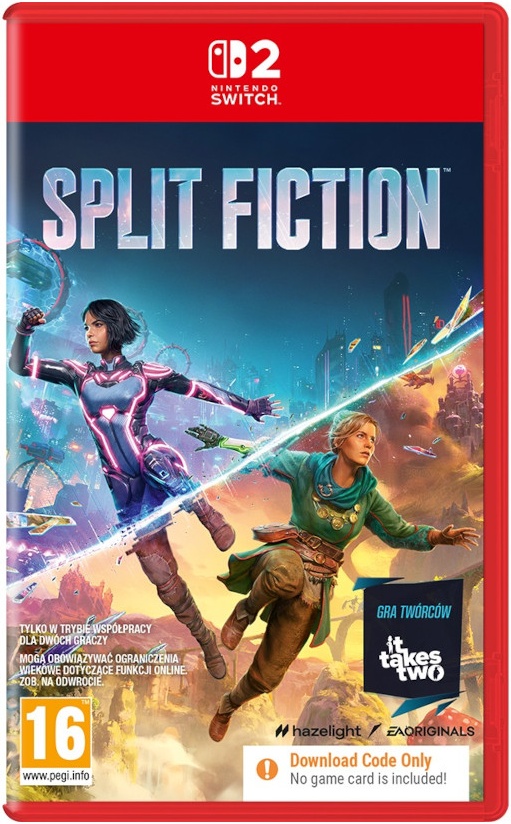 2
NINTENDO
SWITCH™
SPLIT FICTION™
GRA TWÓRCÓW
it
takes
two
TYLKO W TRYBIE WSPÓŁPRACY
DLA DWÓCH GRACZY
MOGĄ OBOWIĄZYWAĆ OGRANICZENIA
WIEKOWE DOTYCZĄCE FUNKCJI ONLINE.
ZOB. NA ODWROCIE.
16
www.pegi.info
hazelight
EA ORIGINALS
! Download Code Only
No game card is included!